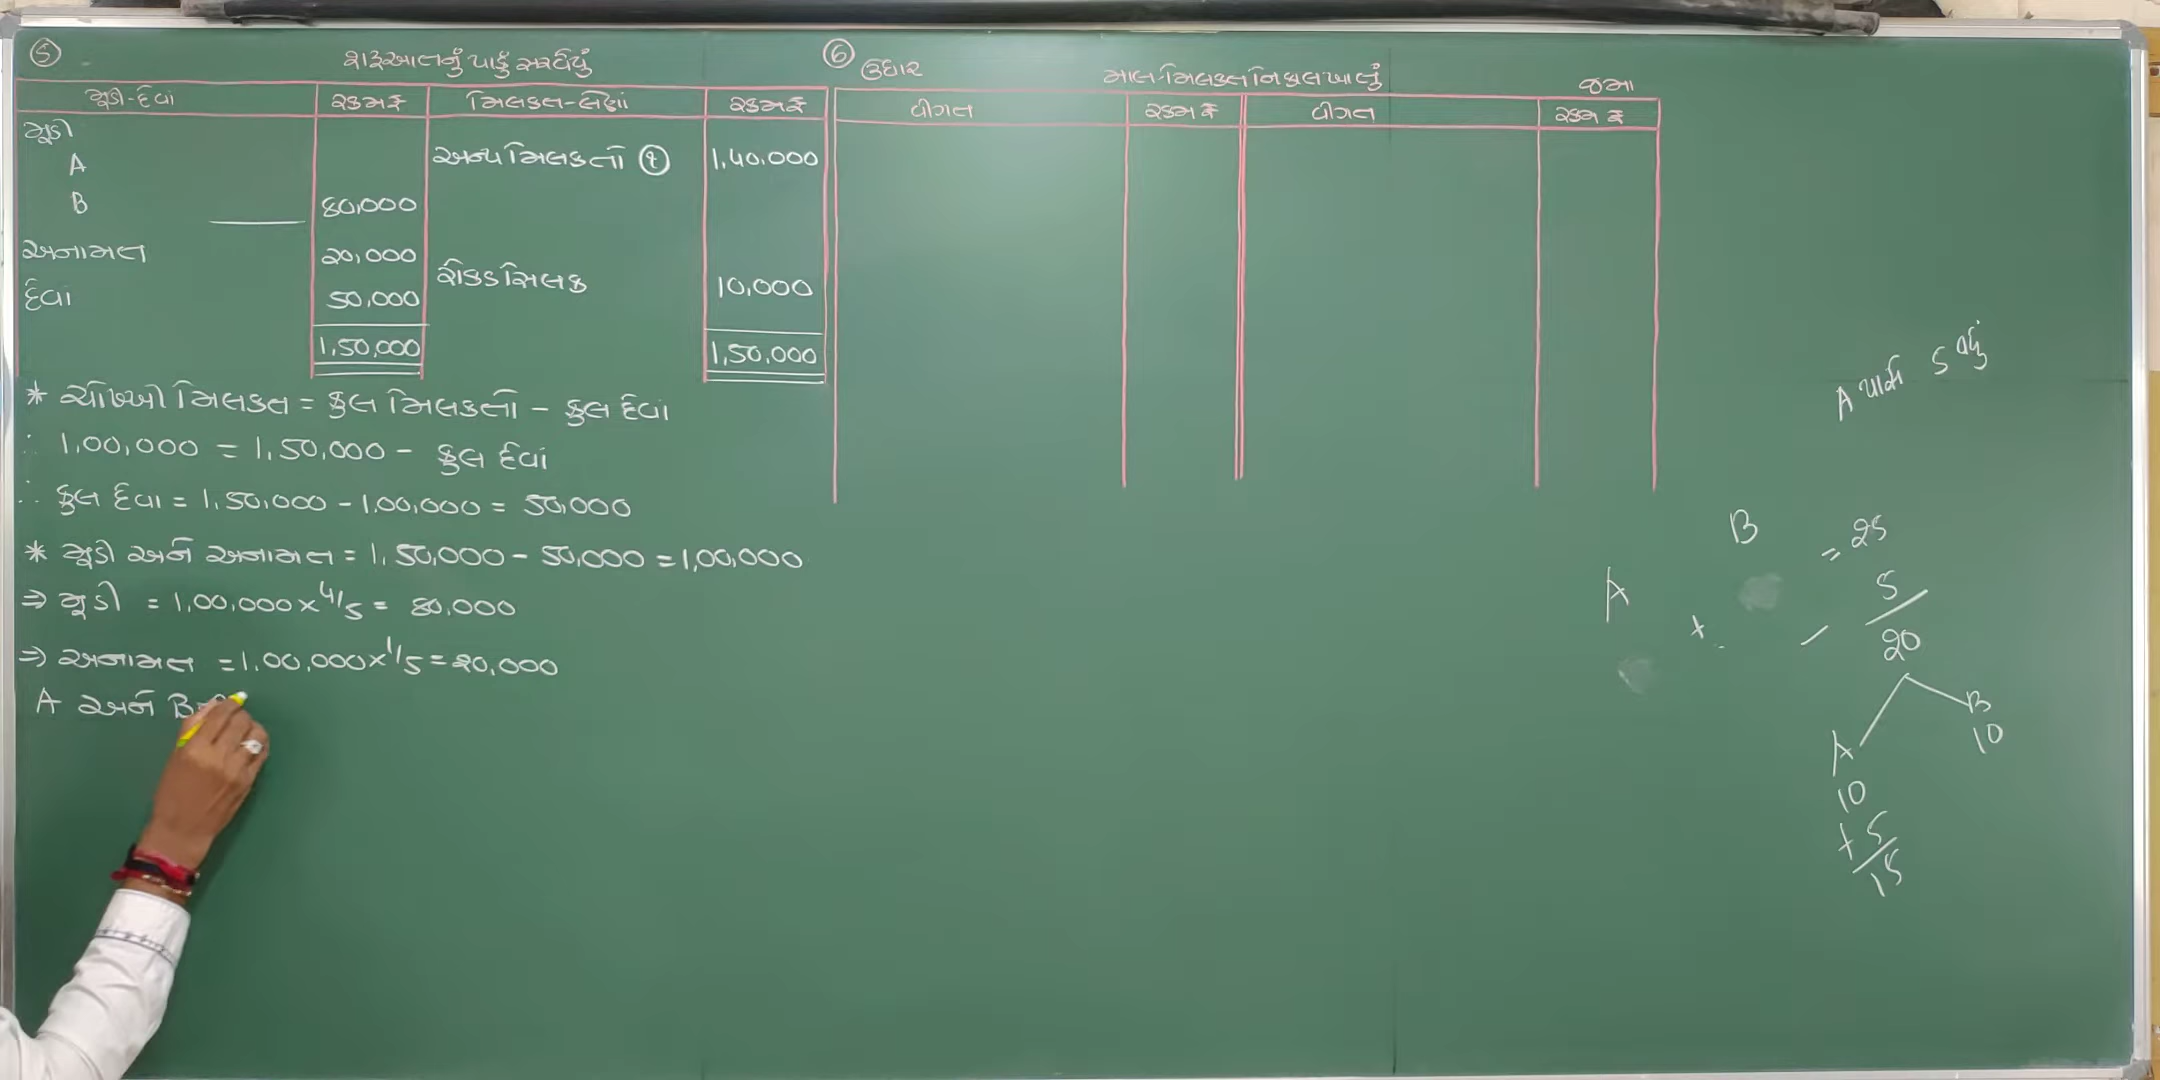 ૬
શરૂઆતનું પાકું સરવૈયું
મૂડી-દેવાં રકમ ₹ મિલકત-લેણાં રકમ ₹
મૂડી
A અન્ય મિલકતો (?) 1,40,000
B 80,000
અનામત 20,000
રોકડ મિલક 10,000
દેવાં 50,000
1,50,000 1,50,000
* ચોખ્ખી મિલકત = કુલ મિલકતો - કુલ દેવાં
∴ 1,00,000 = 1,50,000 - કુલ દેવાં
∴ કુલ દેવાં = 1,50,000 - 1,00,000 = 50,000
* મૂડી અને અનામત = 1,50,000 - 50,000 = 1,00,000
⇒ મૂડી = 1,00,000 × 4/5 = 80,000
⇒ અનામત = 1,00,000 × 1/5 = 20,000
A અને B
6
ઉધાર માલ-મિલકત નિકાલ ખાતું જમા
વીગત રકમ ₹ વીગત રકમ ₹
A પાસે 5 વધુ
A + B = 25
- 5
20
A B
10 10
+ 5
15